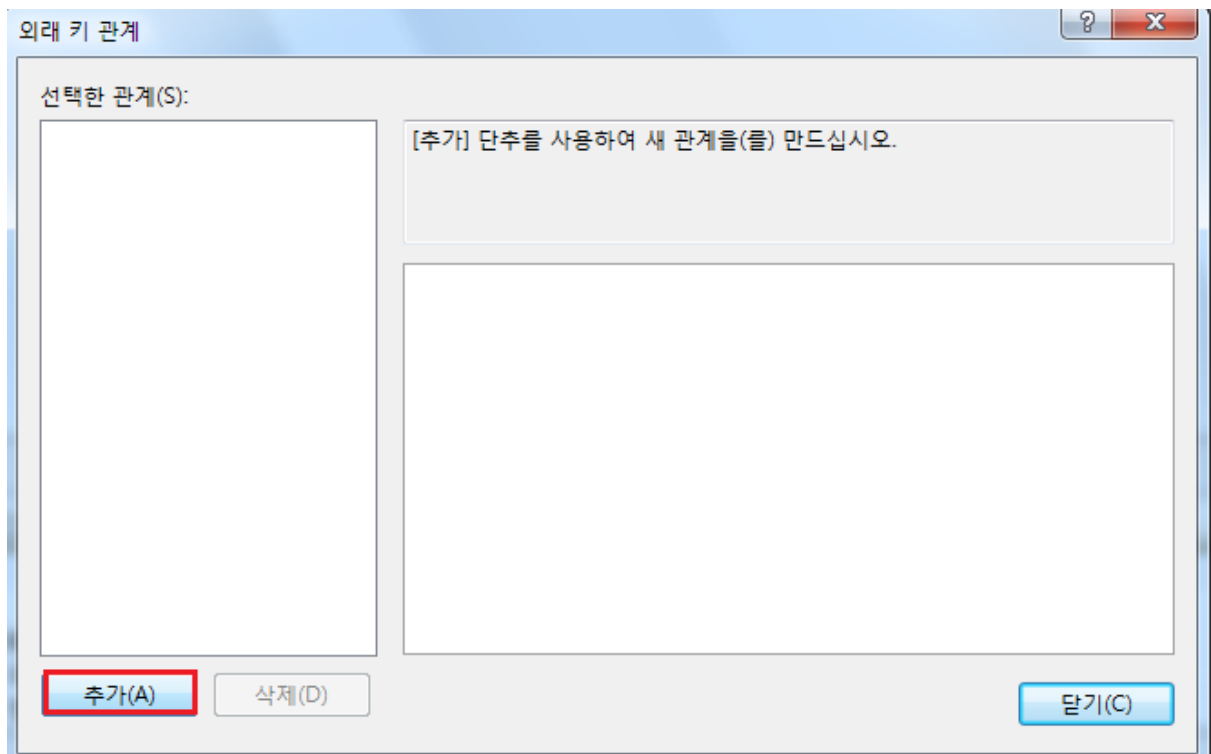 외래 키 관계
선택한 관계(S):
[추가] 단추를 사용하여 새 관계을(를) 만드십시오.
추가(A)
삭제(D)
닫기(C)